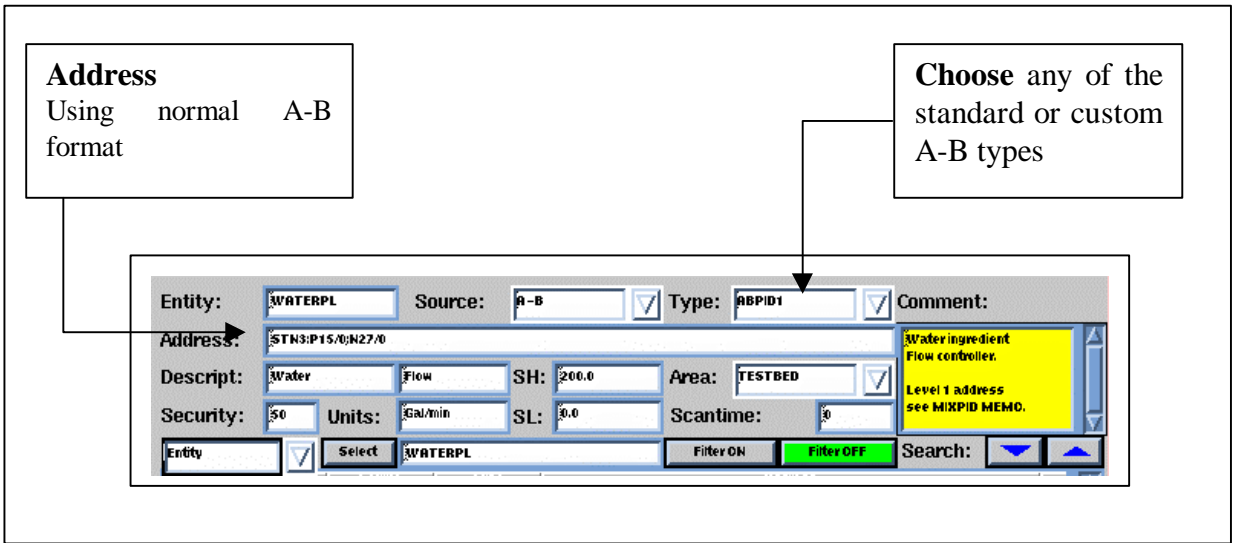 Address
Using normal A-B
format
Choose any of the
standard or custom
A-B types
Entity: WATERPL Source: A-B Type: ABPID1 Comment:
Address: STN3:P15/0;N27/0
Water ingredient
Flow controller.
Level 1 address
see MIXPID MEMO.
Descript: Water Flow SH: 200.0 Area: TESTBED
Security: 50 Units: Gal/min SL: 0.0 Scantime: 0
Entity Select WATERPL Filter ON Filter OFF Search: